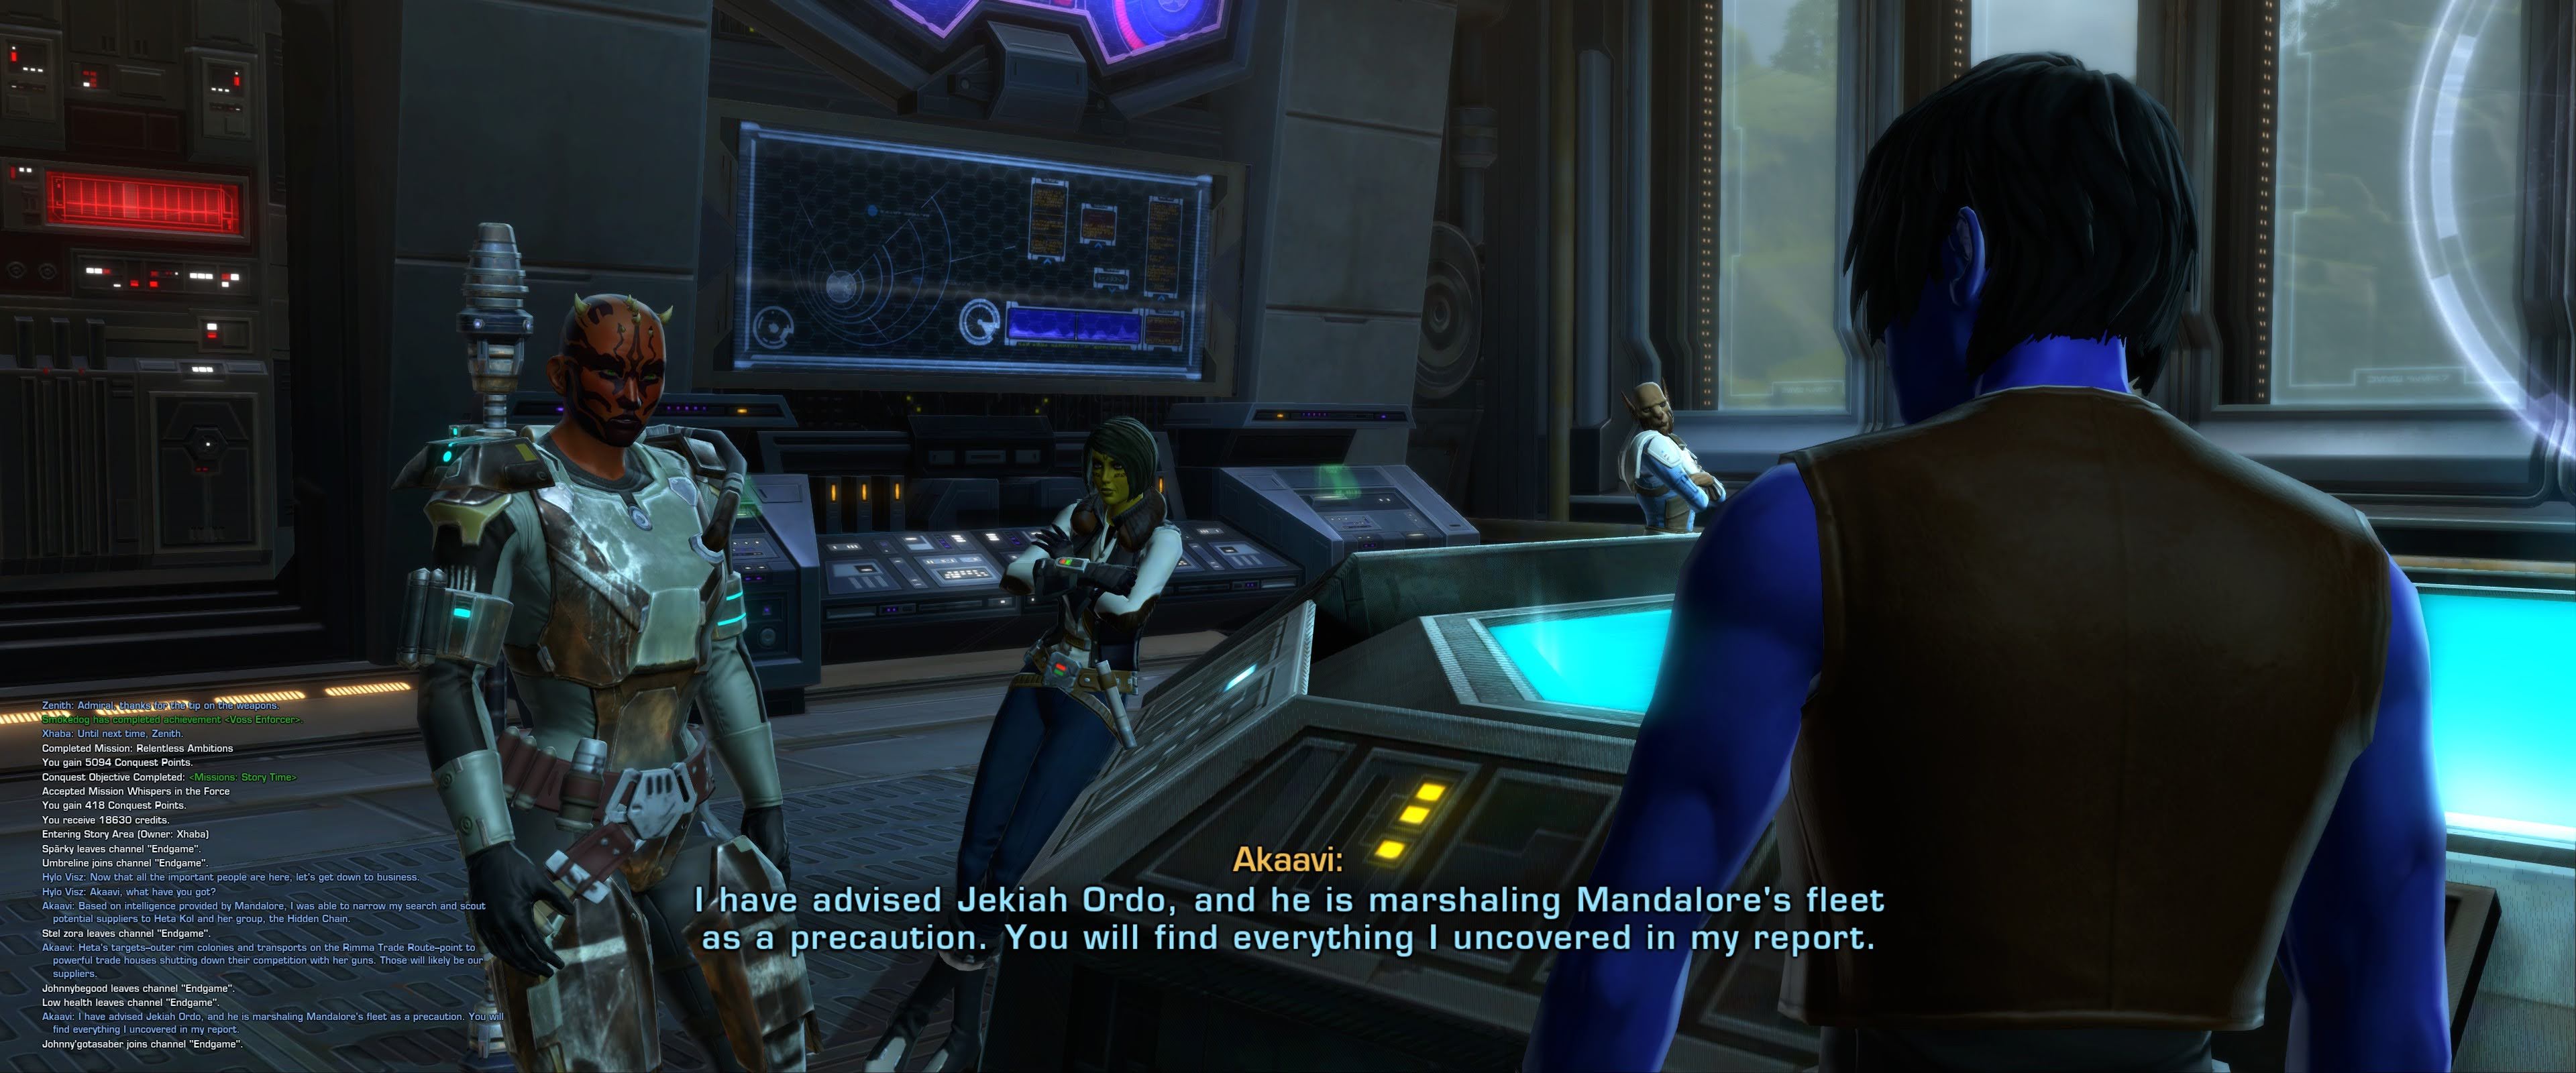 Zenith: Admiral, thanks for the tip on the weapons.
Smokedog has completed achievement <Voss Enforcer>.
Xhaba: Until next time, Zenith.
Completed Mission: Relentless Ambitions
You gain 5094 Conquest Points.
Conquest Objective Completed: <Missions: Story Time>
Accepted Mission Whispers in the Force
You gain 418 Conquest Points.
You receive 18630 credits.
Entering Story Area (Owner: Xhaba)
Spārky leaves channel "Endgame".
Umbreline joins channel "Endgame".
Hylo Visz: Now that all the important people are here, let's get down to business.
Hylo Visz: Akaavi, what have you got?
Akaavi: Based on intelligence provided by Mandalore, I was able to narrow my search and scout
potential suppliers to Heta Kol and her group, the Hidden Chain.
Stel zora leaves channel "Endgame".
Akaavi: Heta's targets–outer rim colonies and transports on the Rimma Trade Route–point to
powerful trade houses shutting down their competition with her guns. Those will likely be our
suppliers.
Johnnybegood leaves channel "Endgame".
Low health leaves channel "Endgame".
Akaavi: I have advised Jekiah Ordo, and he is marshaling Mandalore's fleet as a precaution. You will
find everything I uncovered in my report.
Johnny'gotasaber joins channel "Endgame".
Akaavi:
I have advised Jekiah Ordo, and he is marshaling Mandalore's fleet
as a precaution. You will find everything I uncovered in my report.